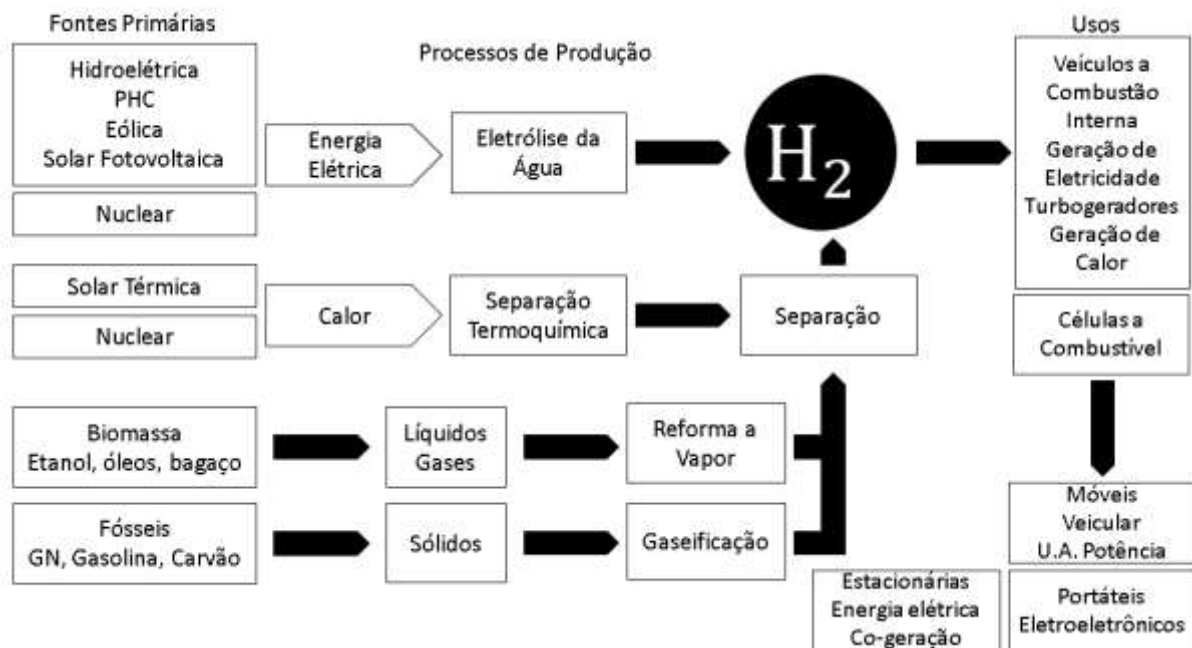 Fontes Primárias
Processos de Produção
Usos
Hidroelétrica
PHC
Eólica
Solar Fotovoltaica
Nuclear
Energia
Elétrica
Eletrólise da
Água
H₂
Veículos a
Combustão
Interna
Geração de
Eletricidade
Turbogeradores
Geração de
Calor
Solar Térmica
Nuclear
Calor
Separação
Termoquímica
Separação
Células a
Combustível
Biomassa
Etanol, óleos, bagaço
Líquidos
Gases
Reforma a
Vapor
Fósseis
GN, Gasolina, Carvão
Sólidos
Gaseificação
Móveis
Veicular
U.A. Potência
Estacionárias
Energia elétrica
Co-geração
Portáteis
Eletroeletrônicos